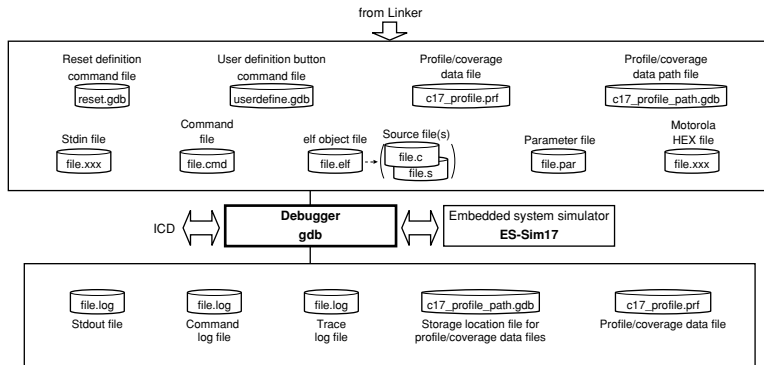 from Linker
Reset definition
command file
reset.gdb
User definition button
command file
userdefine.gdb
Profile/coverage
data file
c17_profile.prf
Profile/coverage
data path file
c17_profile_path.gdb
Stdin file
file.xxx
Command
file
file.cmd
elf object file
file.elf
Source file(s)
file.c
file.s
Parameter file
file.par
Motorola
HEX file
file.xxx
ICD
Debugger
gdb
Embedded system simulator
ES-Sim17
file.log
Stdout file
file.log
Command
log file
file.log
Trace
log file
c17_profile_path.gdb
Storage location file for
profile/coverage data files
c17_profile.prf
Profile/coverage data file